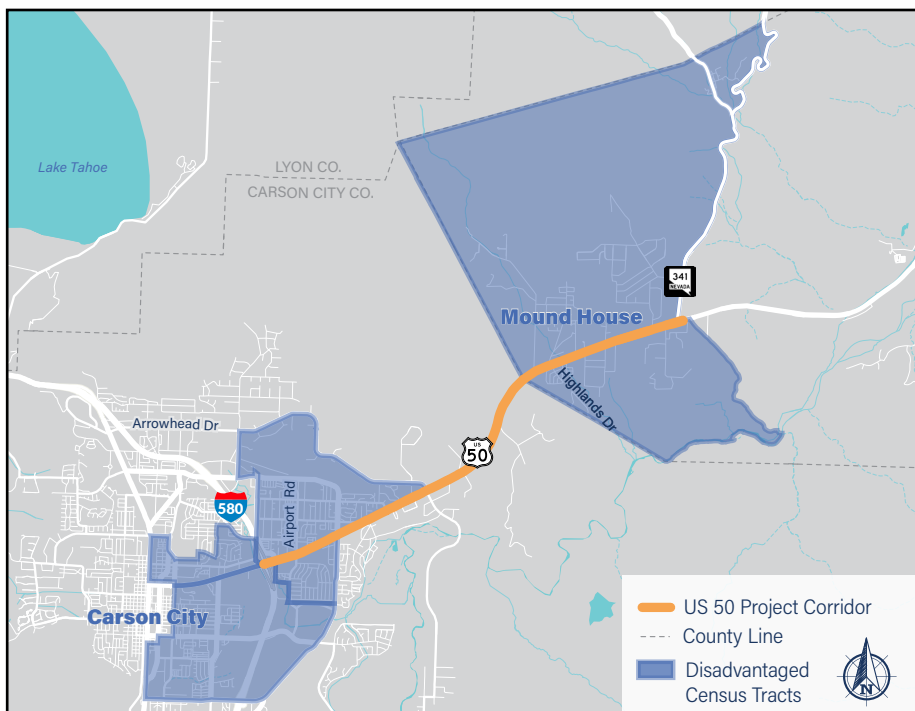 Lake Tahoe
LYON CO.
CARSON CITY CO.
341
NEVADA
Mound House
Highlands Dr
Arrowhead Dr
US
50
580
Airport Rd
Carson City
US 50 Project Corridor
County Line
Disadvantaged
Census Tracts
N